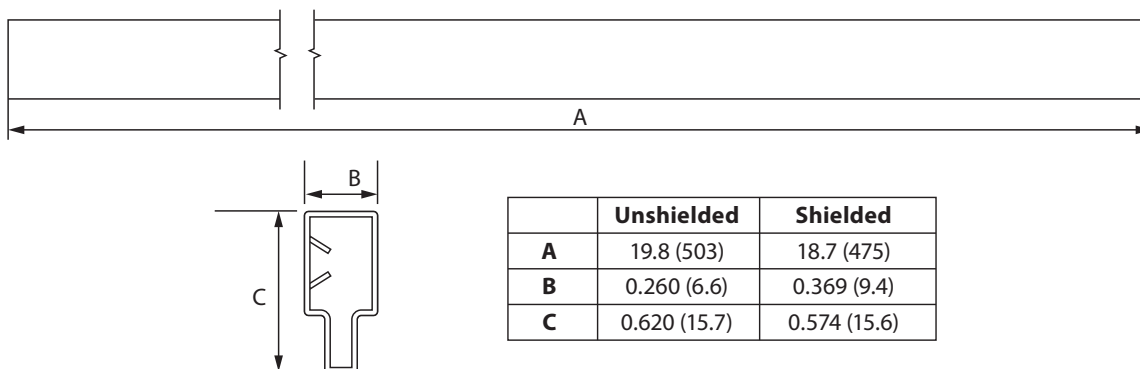 A
B
C
Unshielded Shielded
A 19.8 (503) 18.7 (475)
B 0.260 (6.6) 0.369 (9.4)
C 0.620 (15.7) 0.574 (15.6)